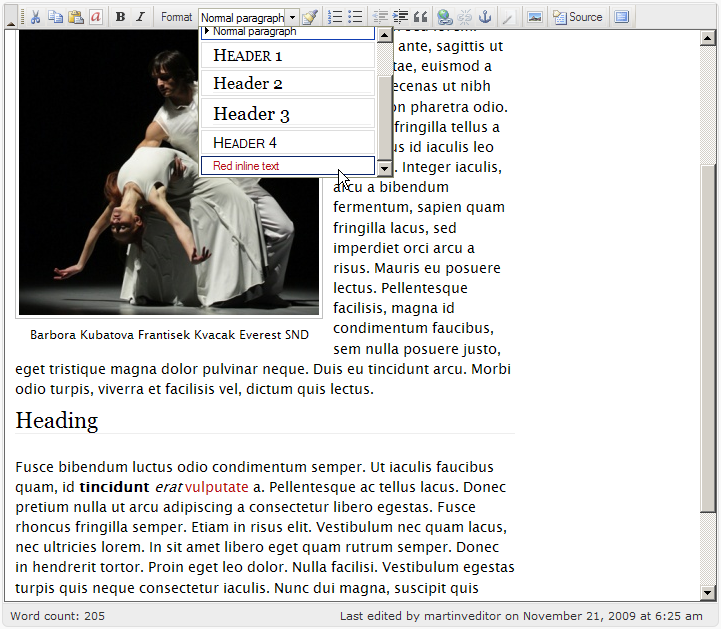 Format Normal paragraph Source
Normal paragraph
HEADER 1
Header 2
Header 3
HEADER 4
Red inline text
ante, sagittis ut
tae, euismod a
ecenas ut nibh
on pharetra odio.
fringilla tellus a
us id iaculis leo
. Integer iaculis,
arcu a bibendum
fermentum, sapien quam
fringilla lacus, sed
imperdiet orci arcu a
risus. Mauris eu posuere
lectus. Pellentesque
facilisis, magna id
condimentum faucibus,
sem nulla posuere justo,
Barbora Kubatova Frantisek Kvacak Everest SND
eget tristique magna dolor pulvinar neque. Duis eu tincidunt arcu. Morbi
odio turpis, viverra et facilisis vel, dictum quis lectus.
Heading
Fusce bibendum luctus odio condimentum semper. Ut iaculis faucibus
quam, id tincidunt erat vulputate a. Pellentesque ac tellus lacus. Donec
pretium nulla ut arcu adipiscing a consectetur libero egestas. Fusce
rhoncus fringilla semper. Etiam in risus elit. Vestibulum nec quam lacus,
nec ultricies lorem. In sit amet libero eget quam rutrum semper. Donec
in hendrerit tortor. Proin eget leo dolor. Nulla facilisi. Vestibulum egestas
turpis quis neque consectetur iaculis. Nunc dui magna, suscipit quis
Word count: 205
Last edited by martinveditor on November 21, 2009 at 6:25 am